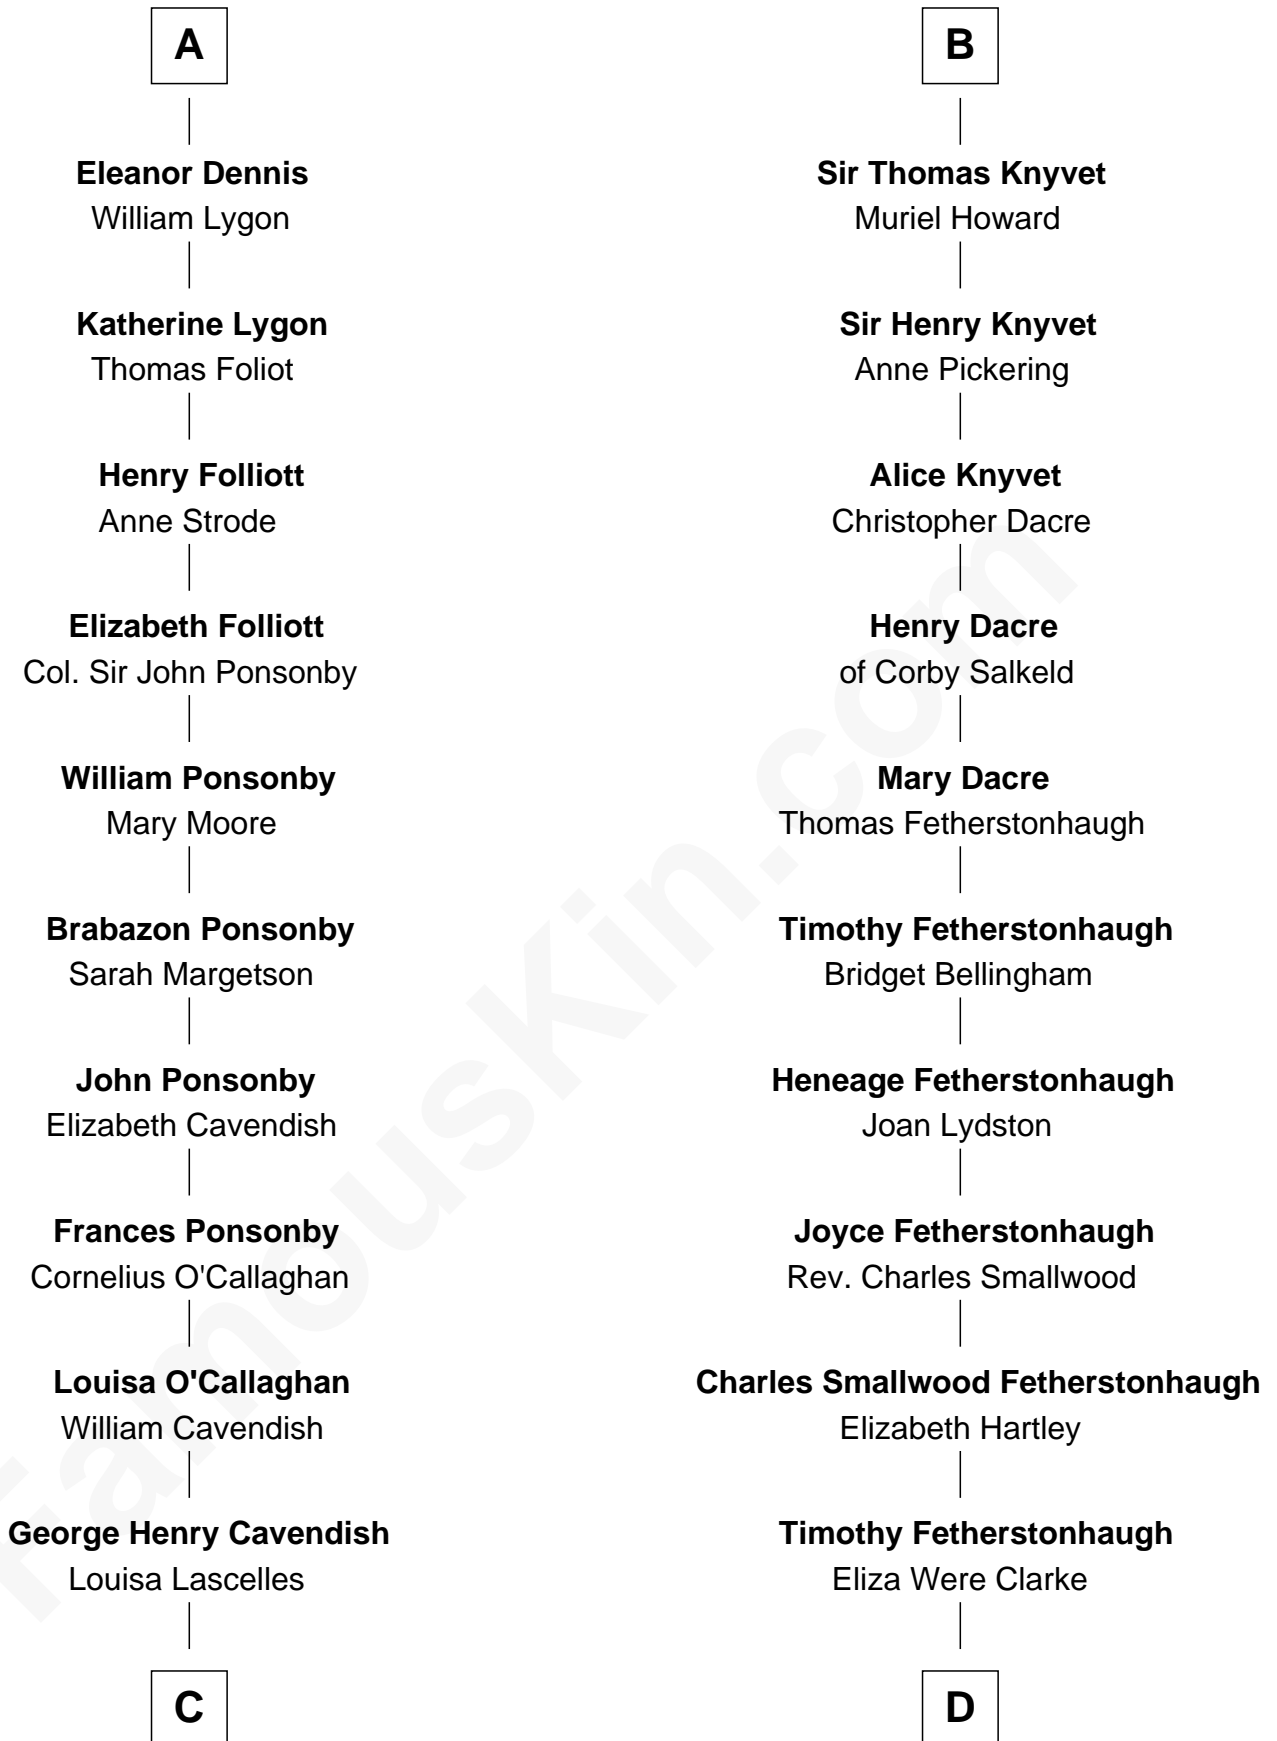 A
Eleanor Dennis
William Lygon
Katherine Lygon
Thomas Foliot
Henry Folliott
Anne Strode
Elizabeth Folliott
Col. Sir John Ponsonby
William Ponsonby
Mary Moore
Brabazon Ponsonby
Sarah Margetson
John Ponsonby
Elizabeth Cavendish
Frances Ponsonby
Cornelius O'Callaghan
Louisa O'Callaghan
William Cavendish
George Henry Cavendish
Louisa Lascelles
C
B
Sir Thomas Knyvet
Muriel Howard
Sir Henry Knyvet
Anne Pickering
Alice Knyvet
Christopher Dacre
Henry Dacre
of Corby Salkeld
Mary Dacre
Thomas Fetherstonhaugh
Timothy Fetherstonhaugh
Bridget Bellingham
Heneage Fetherstonhaugh
Joan Lydston
Joyce Fetherstonhaugh
Rev. Charles Smallwood
Charles Smallwood Fetherstonhaugh
Elizabeth Hartley
Timothy Fetherstonhaugh
Eliza Were Clarke
D
FamousKin.com